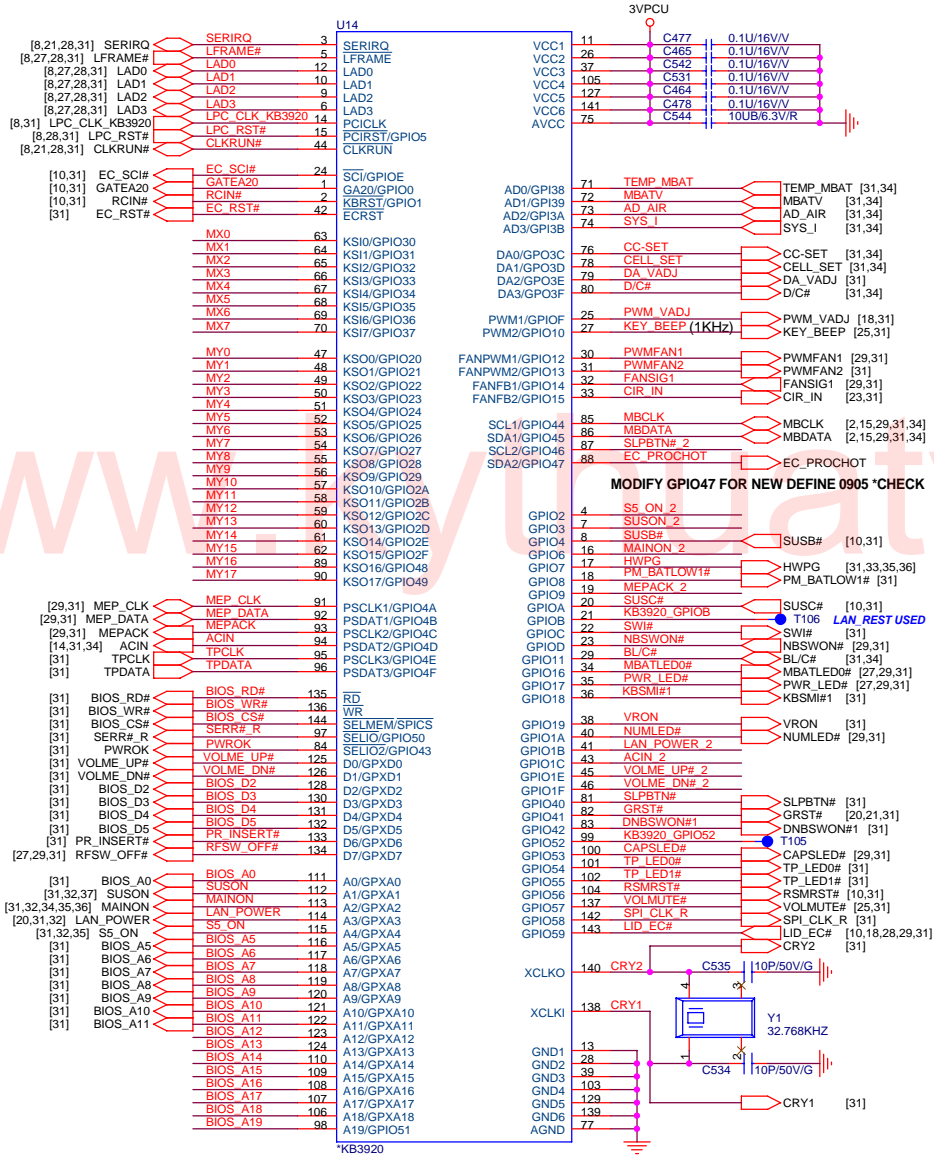 3VPCU
U14
[8,21,28,31] SERIRQ SERIRQ 3 SERIRQ
[8,27,28,31] LFRAME# LFRAME# 5 LFRAME
[8,27,28,31] LAD0 LAD0 12 LAD0
[8,27,28,31] LAD1 LAD1 10 LAD1
[8,27,28,31] LAD2 LAD2 9 LAD2
[8,27,28,31] LAD3 LAD3 6 LAD3
[8,31] LPC_CLK_KB3920 LPC_CLK_KB3920 14 PCICLK
[8,28,31] LPC_RST# LPC_RST# 15 PCIRST/GPIO5
[8,21,28,31] CLKRUN# CLKRUN# 44 CLKRUN
VCC1 11 C477 0.1U/16V/V
VCC2 26 C465 0.1U/16V/V
VCC3 37 C542 0.1U/16V/V
VCC4 105 C531 0.1U/16V/V
VCC5 127 C464 0.1U/16V/V
VCC6 141 C478 0.1U/16V/V
AVCC 75 C544 10UB/6.3V/R
[10,31] EC_SCI# EC_SCI# 24 SCI/GPIOE
[31] GATEA20 GATEA20 1 GA20/GPIO0
[10,31] RCIN# RCIN# 2 KBRST/GPIO1
[31] EC_RST# EC_RST# 42 ECRST
AD0/GPI38 71 TEMP_MBAT TEMP_MBAT [31,34]
AD1/GPI39 72 MBATV MBATV [31,34]
AD2/GPI3A 73 AD_AIR AD_AIR [31,34]
AD3/GPI3B 74 SYS_I SYS_I [31,34]
MX0 63 KSI0/GPIO30
MX1 64 KSI1/GPIO31
MX2 65 KSI2/GPIO32
MX3 66 KSI3/GPIO33
MX4 67 KSI4/GPIO34
MX5 68 KSI5/GPIO35
MX6 69 KSI6/GPIO36
MX7 70 KSI7/GPIO37
DA0/GPO3C 76 CC-SET CC-SET [31,34]
DA1/GPO3D 78 CELL_SET CELL_SET [31,34]
DA2/GPO3E 79 DA_VADJ DA_VADJ [31]
DA3/GPO3F 80 D/C# D/C# [31,34]
PWM1/GPIOF 25 PWM_VADJ PWM_VADJ [18,31]
PWM2/GPIO10 27 KEY_BEEP (1KHz) KEY_BEEP [25,31]
MY0 47 KSO0/GPIO20
MY1 48 KSO1/GPIO21
MY2 49 KSO2/GPIO22
MY3 50 KSO3/GPIO23
MY4 51 KSO4/GPIO24
MY5 52 KSO5/GPIO25
MY6 53 KSO6/GPIO26
MY7 54 KSO7/GPIO27
MY8 55 KSO8/GPIO28
MY9 56 KSO9/GPIO29
MY10 57 KSO10/GPIO2A
MY11 58 KSO11/GPIO2B
MY12 59 KSO12/GPIO2C
MY13 60 KSO13/GPIO2D
MY14 61 KSO14/GPIO2E
MY15 62 KSO15/GPIO2F
MY16 89 KSO16/GPIO48
MY17 90 KSO17/GPIO49
FANPWM1/GPIO12 30 PWMFAN1 PWMFAN1 [29,31]
FANPWM2/GPIO13 31 PWMFAN2 PWMFAN2 [31]
FANFB1/GPIO14 32 FANSIG1 FANSIG1 [29,31]
FANFB2/GPIO15 33 CIR_IN CIR_IN [23,31]
SCL1/GPIO44 85 MBCLK MBCLK [2,15,29,31,34]
SDA1/GPIO45 86 MBDATA MBDATA [2,15,29,31,34]
SCL2/GPIO46 87 SLPBTN#_2
SDA2/GPIO47 88 EC_PROCHOT EC_PROCHOT
MODIFY GPIO47 FOR NEW DEFINE 0905 *CHECK
www.kythuatv
GPIO2 4 S5_ON_2
GPIO3 7 SUSON_2
GPIO4 8 SUSB# SUSB# [10,31]
GPIO6 16 MAINON_2
GPIO7 17 HWPG HWPG [31,33,35,36]
GPIO8 18 PM_BATLOW1# PM_BATLOW1# [31]
GPIO9 19 MEPACK_2
GPIOA 20 SUSC# SUSC# [10,31]
GPIOB 21 KB3920_GPIOB T106 LAN_REST USED
GPIOC 22 SWI# SWI# [31]
GPIOD 23 NBSWON# NBSWON# [29,31]
GPIO11 29 BL/C# BL/C# [31,34]
GPIO16 34 MBATLED0# MBATLED0# [27,29,31]
GPIO17 35 PWR_LED# PWR_LED# [27,29,31]
GPIO18 36 KBSMI#1 KBSMI#1 [31]
[29,31] MEP_CLK MEP_CLK 91 PSCLK1/GPIO4A
[29,31] MEP_DATA MEP_DATA 92 PSDAT1/GPIO4B
[29,31] MEPACK MEPACK 93 PSCLK2/GPIO4C
[14,31,34] ACIN ACIN 94 PSDAT2/GPIO4D
[31] TPCLK TPCLK 95 PSCLK3/GPIO4E
[31] TPDATA TPDATA 96 PSDAT3/GPIO4F
[31] BIOS_RD# BIOS_RD# 135 RD
[31] BIOS_WR# BIOS_WR# 136 WR
[31] BIOS_CS# BIOS_CS# 144 SELMEM/SPICS
[31] SERR#_R SERR#_R 97 SELIO/GPIO50
[31] PWROK PWROK 84 SELIO2/GPIO43
[31] VOLME_UP# VOLME_UP# 125 D0/GPXD0
[31] VOLME_DN# VOLME_DN# 126 D1/GPXD1
[31] BIOS_D2 BIOS_D2 128 D2/GPXD2
[31] BIOS_D3 BIOS_D3 130 D3/GPXD3
[31] BIOS_D4 BIOS_D4 131 D4/GPXD4
[31] BIOS_D5 BIOS_D5 132 D5/GPXD5
[31] PR_INSERT# PR_INSERT# 133 D6/GPXD6
[27,29,31] RFSW_OFF# RFSW_OFF# 134 D7/GPXD7
GPIO19 38 VRON VRON [31]
GPIO1A 40 NUMLED# NUMLED# [29,31]
GPIO1B 41 LAN_POWER_2
GPIO1C 43 ACIN_2
GPIO1E 45 VOLME_UP#_2
GPIO1F 46 VOLME_DN#_2
GPIO40 81 SLPBTN# SLPBTN# [31]
GPIO41 82 GRST# GRST# [20,21,31]
GPIO42 83 DNBSWON#1 DNBSWON#1 [31]
GPIO52 99 KB3920_GPIO52 T105
GPIO53 100 CAPSLED# CAPSLED# [29,31]
GPIO54 101 TP_LED0# TP_LED0# [31]
GPIO55 102 TP_LED1# TP_LED1# [31]
GPIO56 104 RSMRST# RSMRST# [10,31]
GPIO57 137 VOLMUTE# VOLMUTE# [25,31]
GPIO58 142 SPI_CLK_R SPI_CLK_R [31]
GPIO59 143 LID_EC# LID_EC# [10,18,28,29,31]
CRY2 [31]
[31] BIOS_A0 BIOS_A0 111 A0/GPXA0
[31,32,37] SUSON SUSON 112 A1/GPXA1
[31,32,34,35,36] MAINON MAINON 113 A2/GPXA2
[20,31,32] LAN_POWER LAN_POWER 114 A3/GPXA3
[31,32,35] S5_ON S5_ON 115 A4/GPXA4
[31] BIOS_A5 BIOS_A5 116 A5/GPXA5
[31] BIOS_A6 BIOS_A6 117 A6/GPXA6
[31] BIOS_A7 BIOS_A7 118 A7/GPXA7
[31] BIOS_A8 BIOS_A8 119 A8/GPXA8
[31] BIOS_A9 BIOS_A9 120 A9/GPXA9
[31] BIOS_A10 BIOS_A10 121 A10/GPXA10
[31] BIOS_A11 BIOS_A11 122 A11/GPXA11
BIOS_A12 123 A12/GPXA12
BIOS_A13 124 A13/GPXA13
BIOS_A14 110 A14/GPXA14
BIOS_A15 109 A15/GPXA15
BIOS_A16 108 A16/GPXA16
BIOS_A17 107 A17/GPXA17
BIOS_A18 106 A18/GPXA18
BIOS_A19 98 A19/GPIO51
XCLKO 140 CRY2 C535 10P/50V/G
4 3
XCLKI 138 CRY1
Y1
32.768KHZ
1 2
C534 10P/50V/G
GND1 13
GND2 28
GND3 39
GND4 103
GND5 129
GND6 139
AGND 77
CRY1 [31]
*KB3920